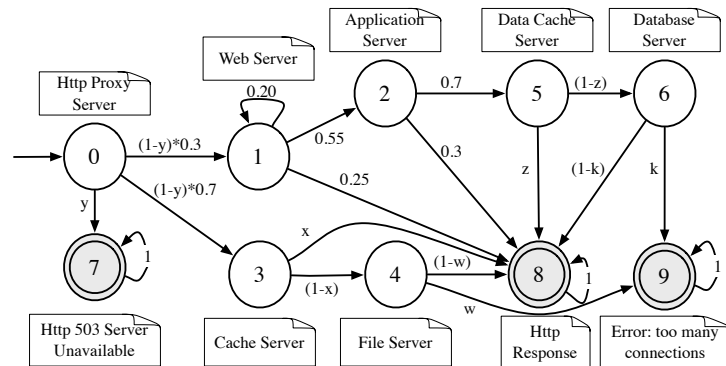 Application
Server
Data Cache
Server
Database
Server
Web Server
Http Proxy
Server
0.20
2
0.7
5
(1-z)
6
0.55
0
(1-y)*0.3
1
0.3
z
(1-k)
k
(1-y)*0.7
0.25
y
x
7
1
3
(1-x)
4
(1-w)
8
1
9
1
w
Http 503 Server
Unavailable
Cache Server
File Server
Http
Response
Error: too many
connections